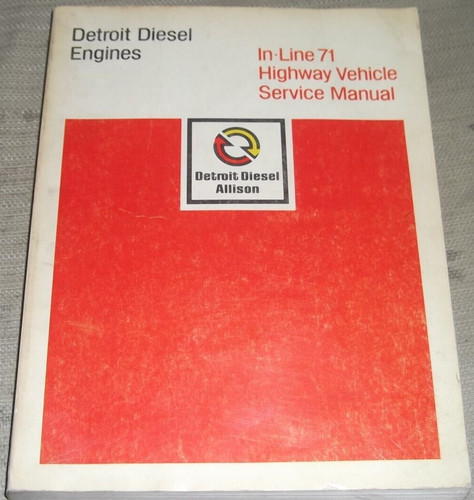 Detroit Diesel
Engines
In-Line 71
Highway Vehicle
Service Manual
Detroit Diesel
Allison